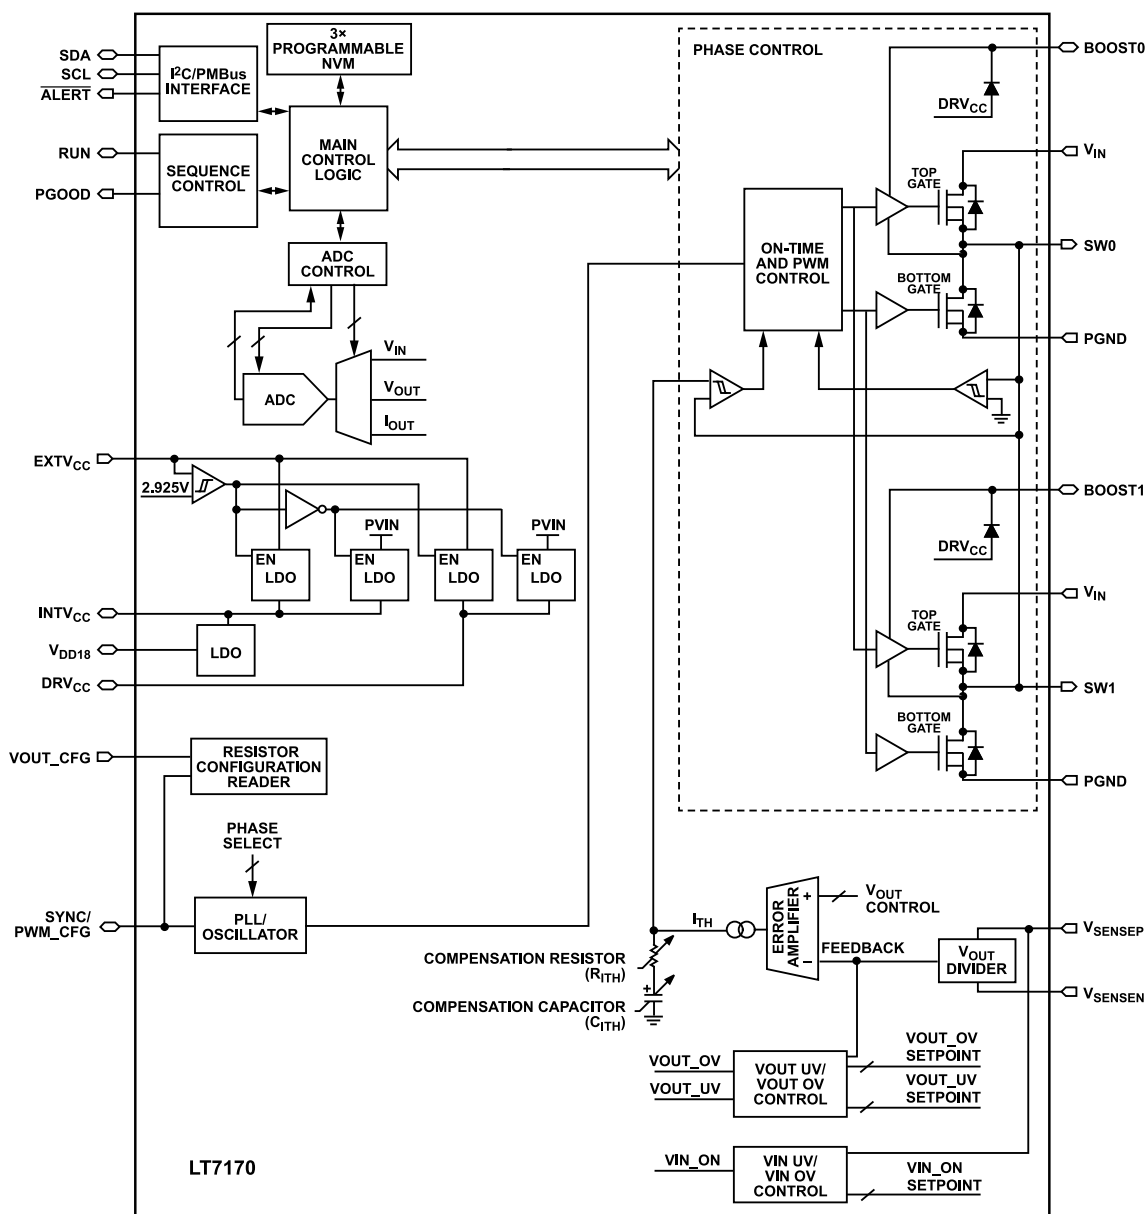 SDA
SCL
ALERT
I²C/PMBus
INTERFACE
3×
PROGRAMMABLE
NVM
RUN
PGOOD
SEQUENCE
CONTROL
MAIN
CONTROL
LOGIC
ADC
CONTROL
ADC
VIN
VOUT
IOUT
PHASE CONTROL
BOOST0
DRVCC
VIN
TOP
GATE
ON-TIME
AND PWM
CONTROL
SW0
BOTTOM
GATE
PGND
EXTVCC
2.925V
PVIN
PVIN
EN
LDO
EN
LDO
EN
LDO
EN
LDO
INTVCC
VDD18
LDO
DRVCC
BOOST1
DRVCC
VIN
TOP
GATE
SW1
BOTTOM
GATE
PGND
VOUT_CFG
RESISTOR
CONFIGURATION
READER
PHASE
SELECT
SYNC/
PWM_CFG
PLL/
OSCILLATOR
ITH
ERROR
AMPLIFIER
+
–
VOUT
CONTROL
FEEDBACK
VOUT
DIVIDER
VSENSEP
VSENSEN
COMPENSATION RESISTOR
(RITH)
+
COMPENSATION CAPACITOR
(CITH)
VOUT_OV
VOUT_UV
VOUT UV/
VOUT OV
CONTROL
VOUT_OV
SETPOINT
VOUT_UV
SETPOINT
VIN_ON
VIN UV/
VIN OV
CONTROL
VIN_ON
SETPOINT
LT7170